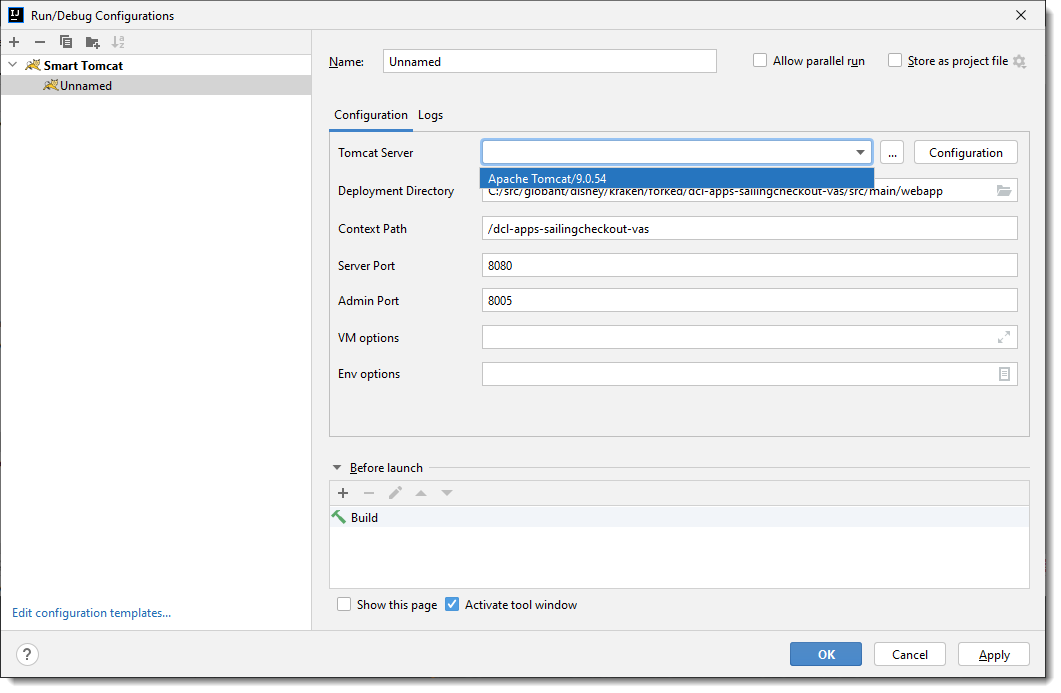 IJ
Run/Debug Configurations
Smart Tomcat
Unnamed
Name:
Unnamed
Allow parallel run
Store as project file
Configuration
Logs
Tomcat Server
...
Configuration
Apache Tomcat/9.0.54
Deployment Directory
C:/src/globant/disney/kraken/forked/dcl-apps-sailingcheckout-vas/src/main/webapp
Context Path
/dcl-apps-sailingcheckout-vas
Server Port
8080
Admin Port
8005
VM options
Env options
Before launch
Build
Show this page
Activate tool window
Edit configuration templates...
?
OK
Cancel
Apply